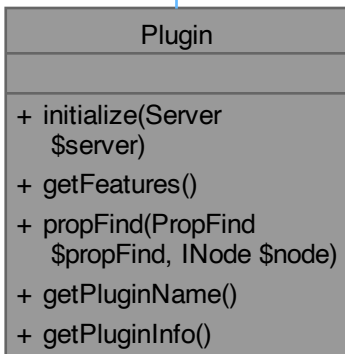 Plugin
+ initialize(Server
$server)
+ getFeatures()
+ propFind(PropFind
$propFind, INode $node)
+ getPluginName()
+ getPluginInfo()